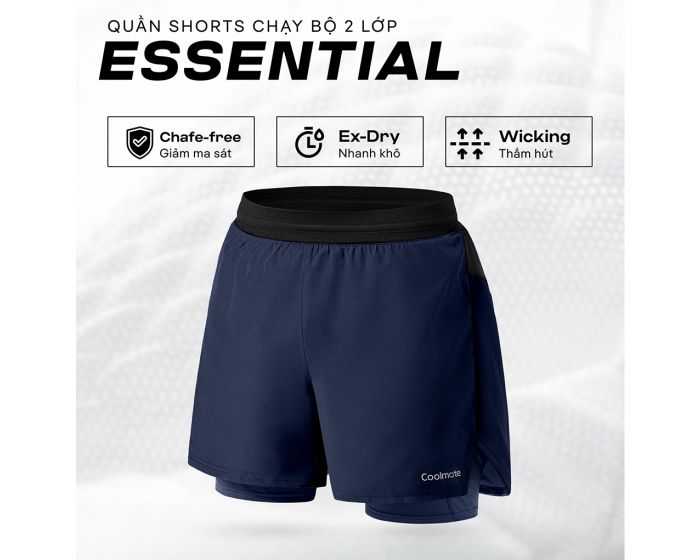 QUẦN SHORTS CHẠY BỘ 2 LỚP
ESSENTIAL
Chafe-free
Giảm ma sát
Ex-Dry
Nhanh khô
Wicking
Thấm hút
Coolmate